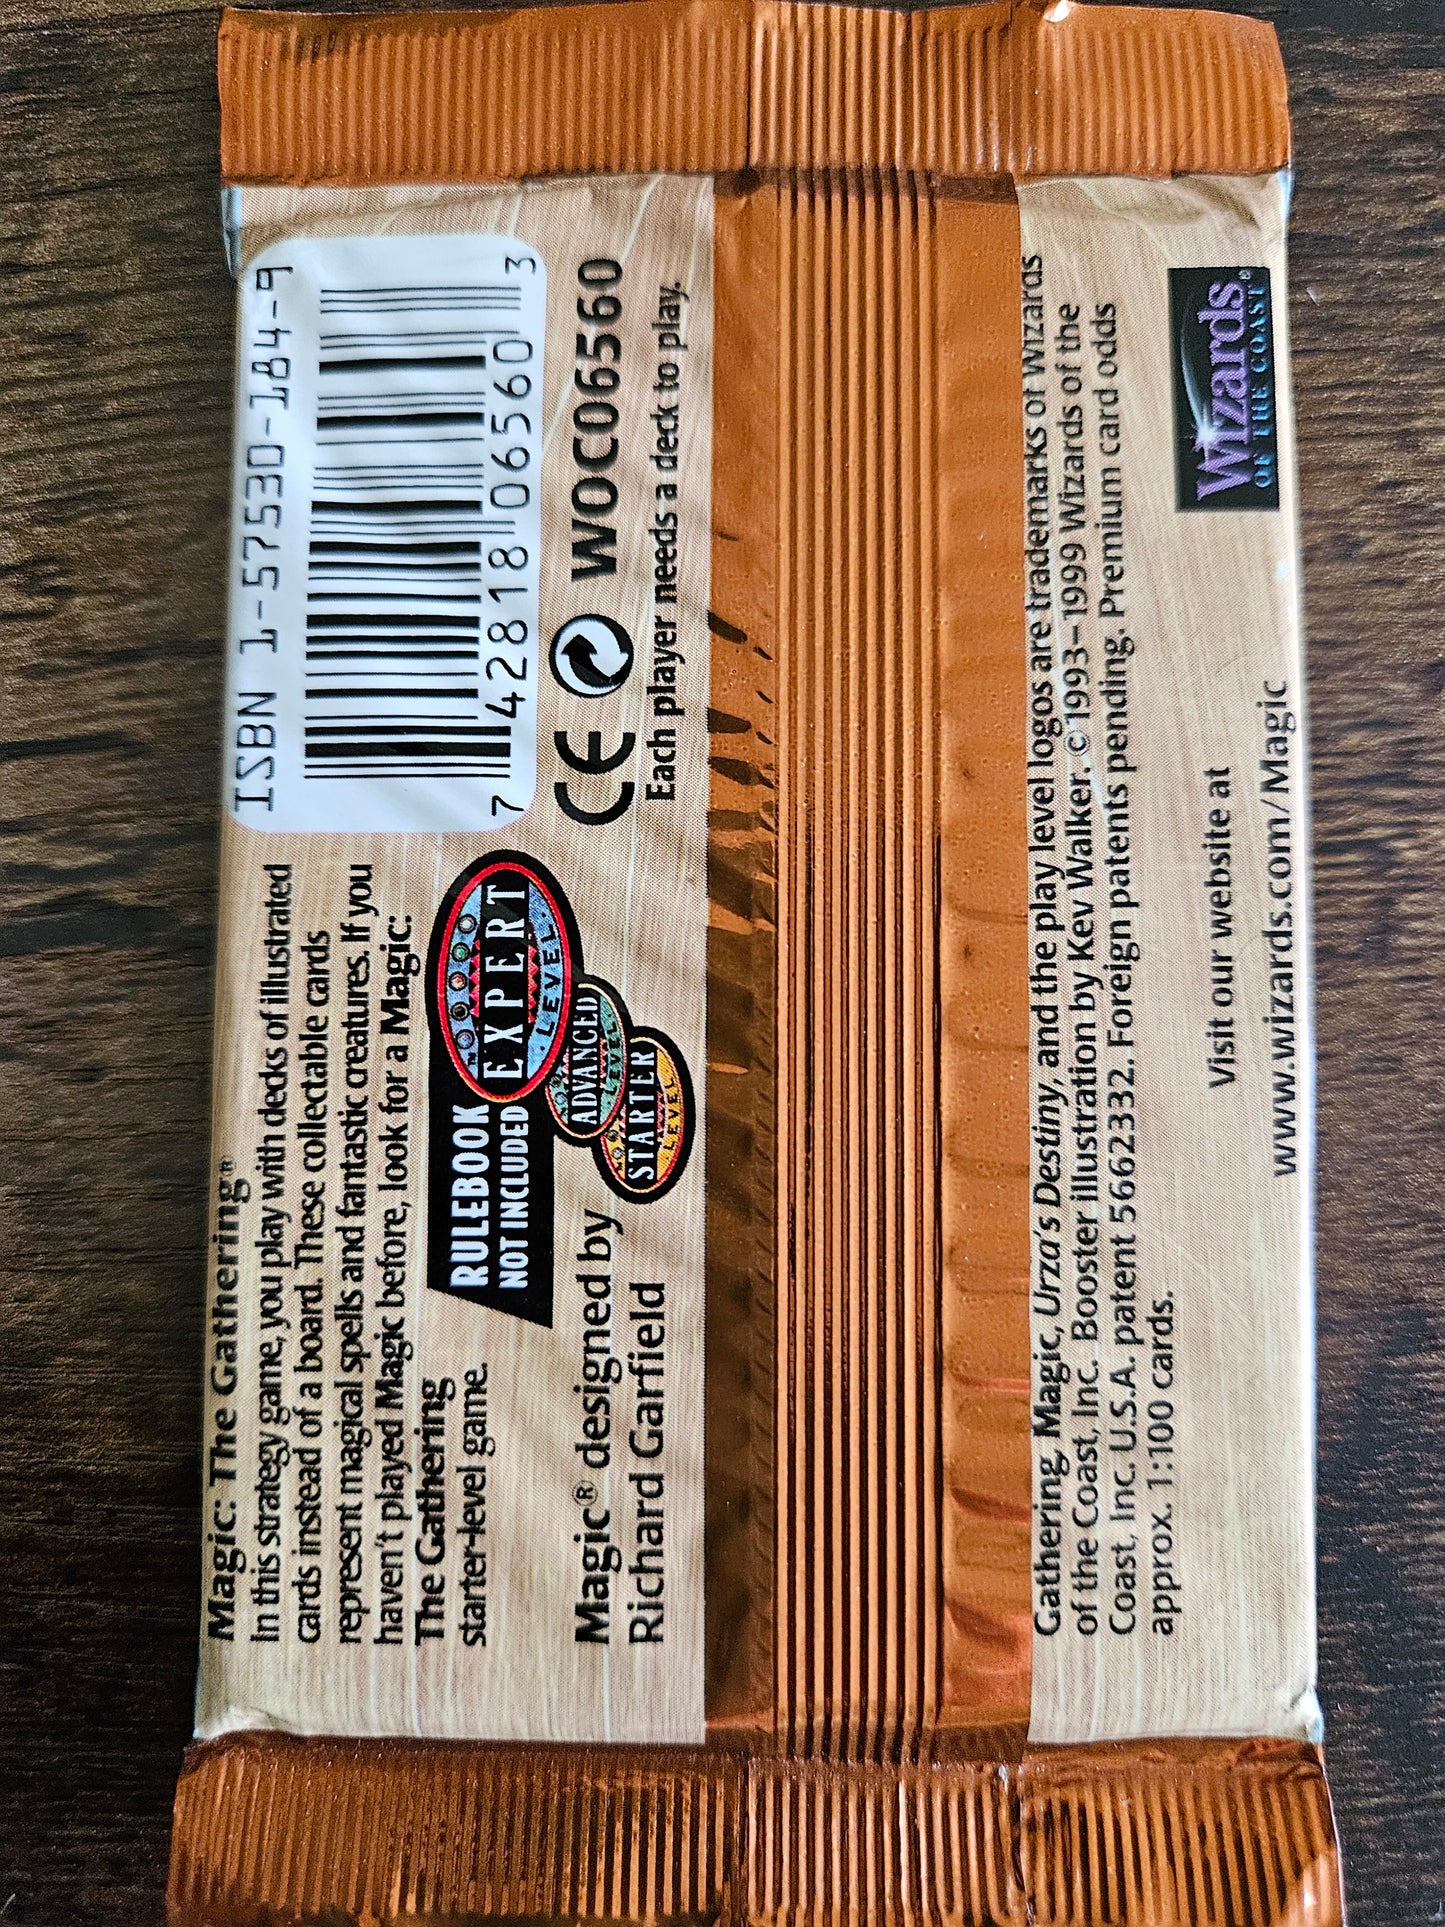 Magic: The Gathering®
In this strategy game, you play with decks of illustrated
cards instead of a board. These collectable cards
represent magical spells and fantastic creatures. If you
haven't played Magic before, look for a Magic:
The Gathering
starter-level game.
RULEBOOK
NOT INCLUDED
™
EXPERT
LEVEL
ADVANCED
LEVEL
STARTER
LEVEL
Magic® designed by
Richard Garfield
ISBN 1-57530-184-9
7 42818 06560 3
CE WOC06560
Each player needs a deck to play.
Gathering, Magic, Urza's Destiny, and the play level logos are trademarks of Wizards
of the Coast, Inc. Booster illustration by Kev Walker. ©1993–1999 Wizards of the
Coast, Inc. U.S.A. patent 5662332. Foreign patents pending. Premium card odds
approx. 1:100 cards.
Visit our website at
www.wizards.com/Magic
Wizards®
OF THE COAST